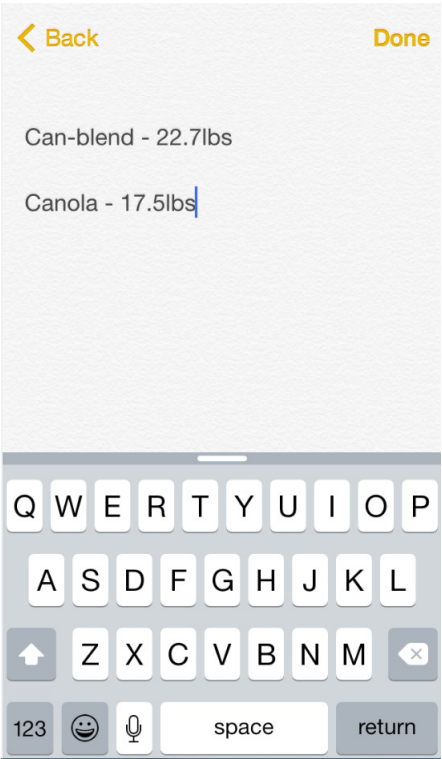 Back Done
Can-blend - 22.7lbs
Canola - 17.5lbs
Q W E R T Y U I O P
A S D F G H J K L
Z X C V B N M
123 space return